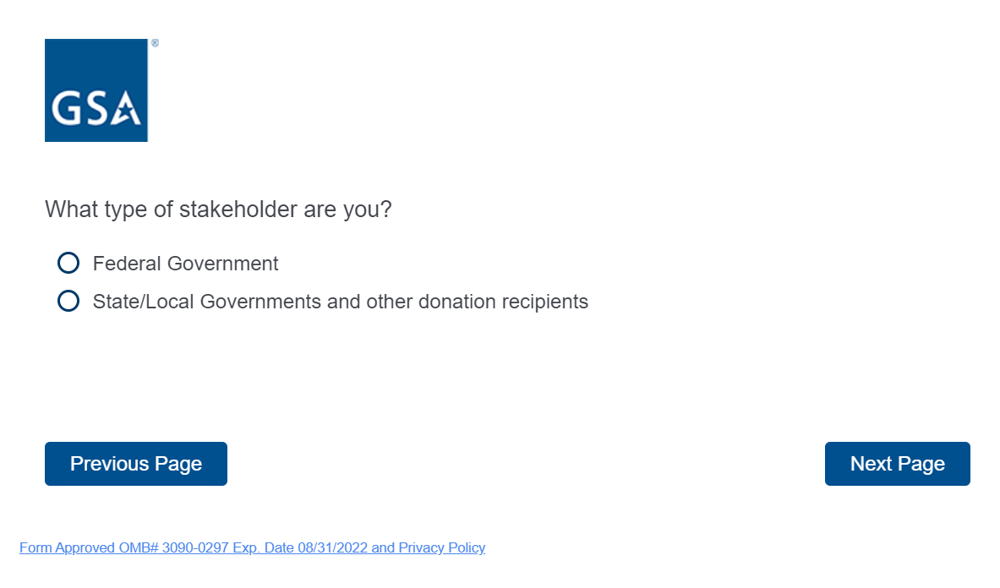 GSA
®
What type of stakeholder are you?
Federal Government
State/Local Governments and other donation recipients
Previous Page
Next Page
Form Approved OMB# 3090-0297 Exp. Date 08/31/2022 and Privacy Policy